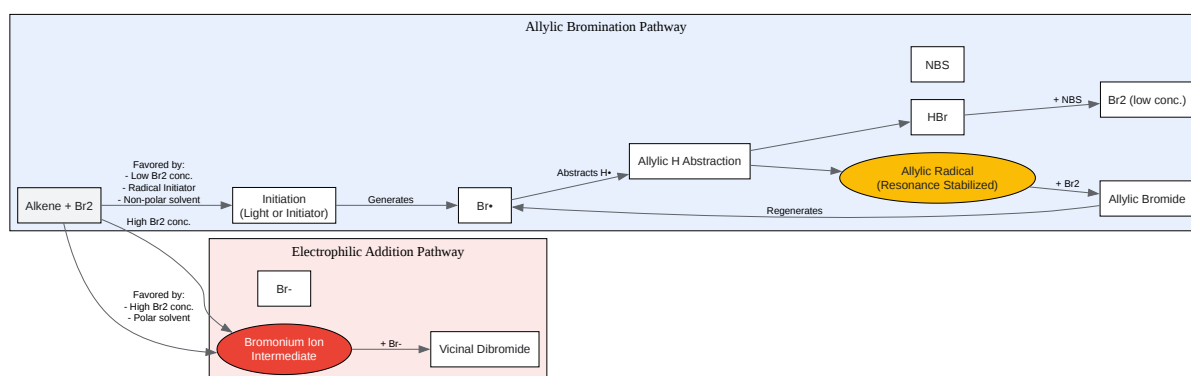 Allylic Bromination Pathway
NBS
Br2 (low conc.)
+ NBS
HBr
Allylic H Abstraction
Allylic Radical
(Resonance Stabilized)
Favored by:
- Low Br2 conc.
- Radical Initiator
- Non-polar solvent
Abstracts H•
+ Br2
Alkene + Br2
Initiation
(Light or Initiator)
Generates
Br•
Allylic Bromide
Regenerates
High Br2 conc.
Electrophilic Addition Pathway
Br-
Favored by:
- High Br2 conc.
- Polar solvent
Bromonium Ion
Intermediate
+ Br-
Vicinal Dibromide